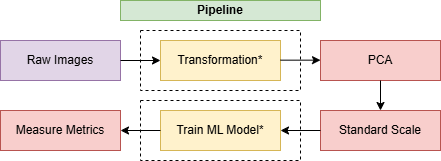 Pipeline
Raw Images
Transformation*
PCA
Measure Metrics
Train ML Model*
Standard Scale